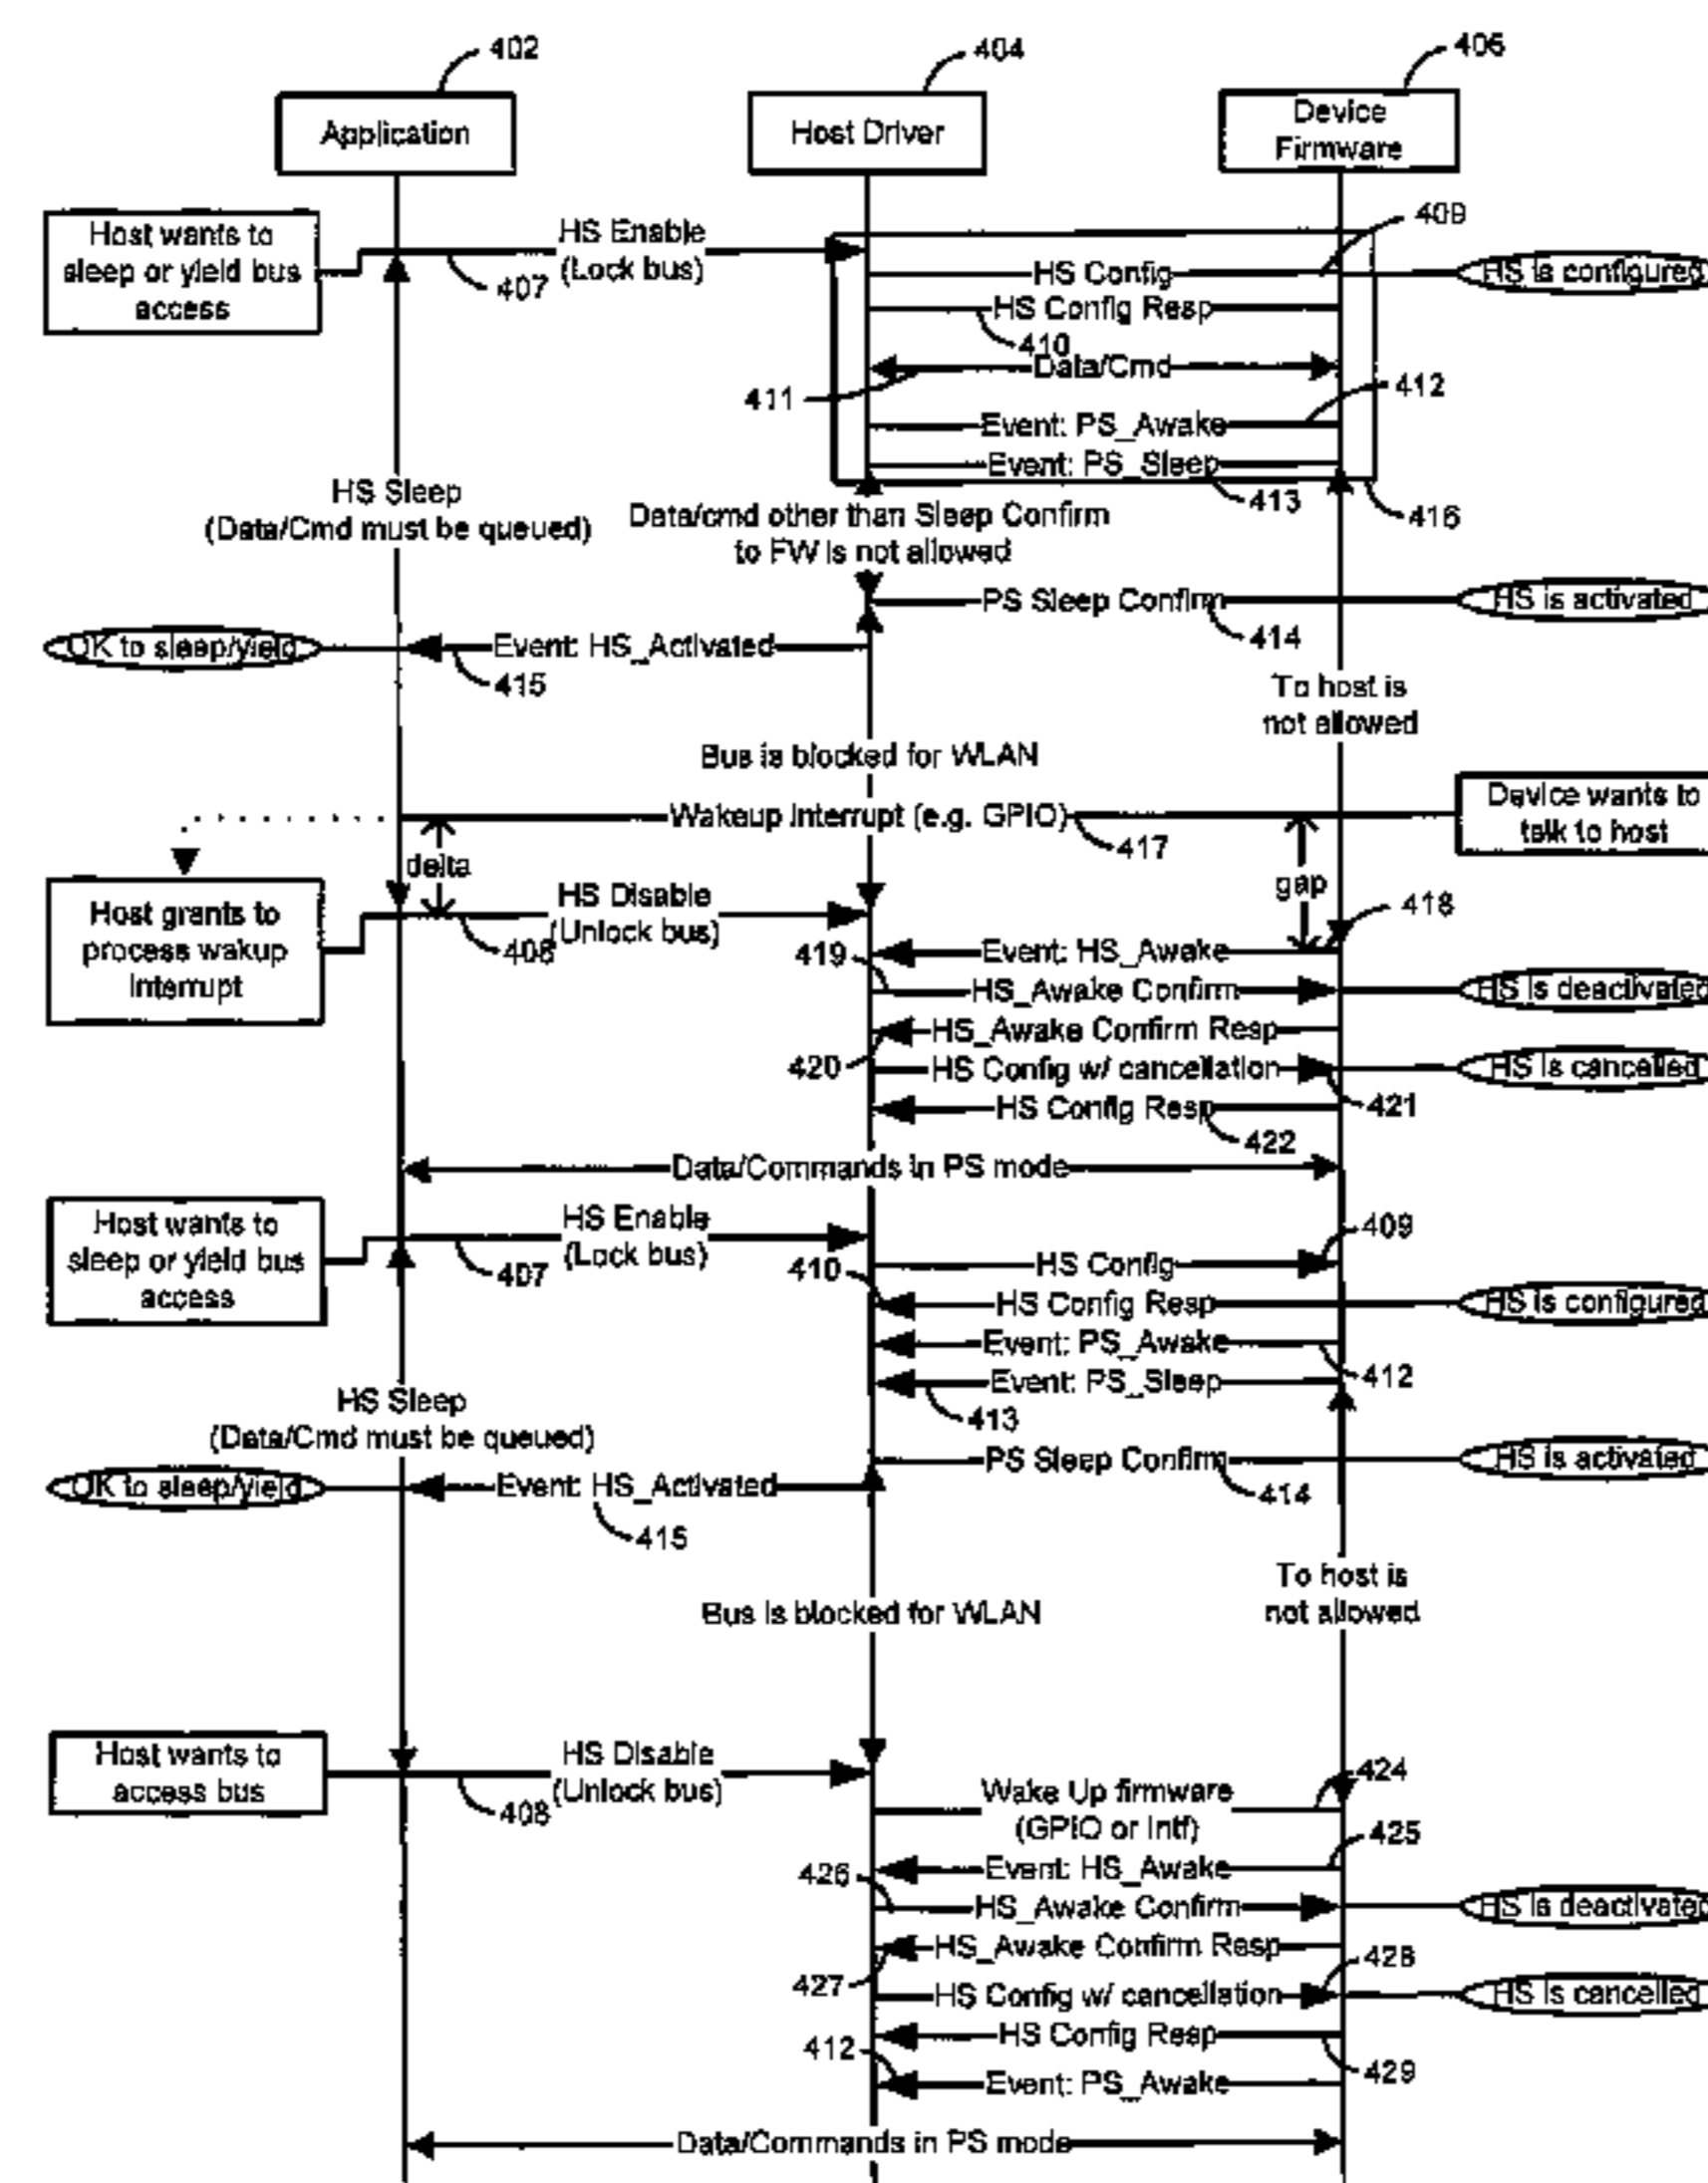 402
404
406
Application
Host Driver
Device
Firmware
Host wants to
sleep or yield bus
access
HS Enable
(Lock bus)
407
409
HS Config
HS is configured
HS Config Resp
410
Data/Cmd
411
412
Event: PS_Awake
Event: PS_Sleep
413
416
HS Sleep
(Data/Cmd must be queued)
Data/cmd other than Sleep Confirm
to FW is not allowed
PS Sleep Confirm
HS is activated
414
OK to sleep/yield
Event: HS_Activated
415
To host is
not allowed
Bus is blocked for WLAN
Wakeup Interrupt (e.g. GPIO)
417
Device wants to
talk to host
delta
gap
Host grants to
process wakup
Interrupt
HS Disable
(Unlock bus)
408
418
419
Event: HS_Awake
HS_Awake Confirm
HS is deactivated
HS_Awake Confirm Resp
420
HS Config w/ cancellation
HS is cancelled
421
HS Config Resp
422
Data/Commands in PS mode
Host wants to
sleep or yield bus
access
HS Enable
(Lock bus)
407
409
410
HS Config
HS Config Resp
HS is configured
Event: PS_Awake
412
Event: PS_Sleep
413
HS Sleep
(Data/Cmd must be queued)
PS Sleep Confirm
HS is activated
414
OK to sleep/yield
Event: HS_Activated
415
To host is
not allowed
Bus is blocked for WLAN
Host wants to
access bus
HS Disable
(Unlock bus)
408
424
Wake Up firmware
(GPIO or Intf)
425
Event: HS_Awake
426
HS_Awake Confirm
HS is deactivated
HS_Awake Confirm Resp
427
428
HS Config w/ cancellation
HS is cancelled
HS Config Resp
412
429
Event: PS_Awake
Data/Commands in PS mode